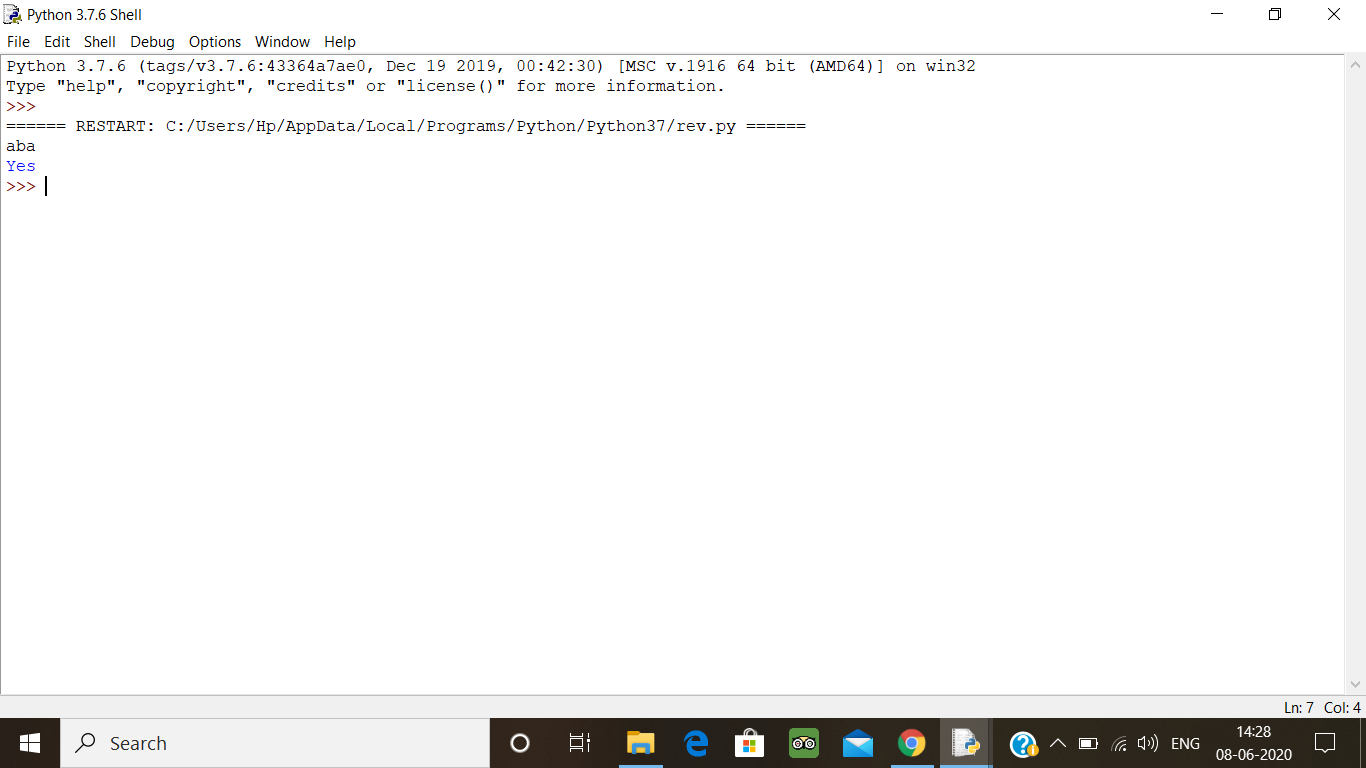 Python 3.7.6 Shell
File Edit Shell Debug Options Window Help
Python 3.7.6 (tags/v3.7.6:43364a7ae0, Dec 19 2019, 00:42:30) [MSC v.1916 64 bit (AMD64)] on win32
Type "help", "copyright", "credits" or "license()" for more information.
>>>
====== RESTART: C:/Users/Hp/AppData/Local/Programs/Python/Python37/rev.py ======
aba
Yes
>>>
Ln: 7 Col: 4
Search
ENG
14:28
08-06-2020